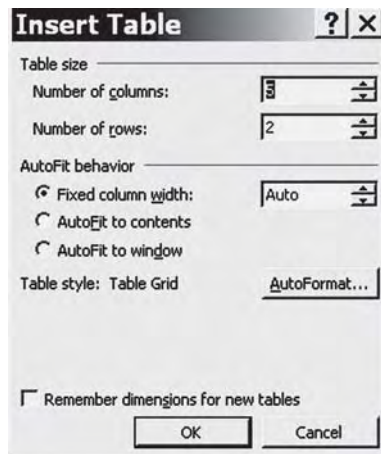 Insert Table ? ×
Table size
Number of columns: 5
Number of rows: 2
AutoFit behavior
Fixed column width: Auto
AutoFit to contents
AutoFit to window
Table style: Table Grid AutoFormat...
Remember dimensions for new tables
OK Cancel